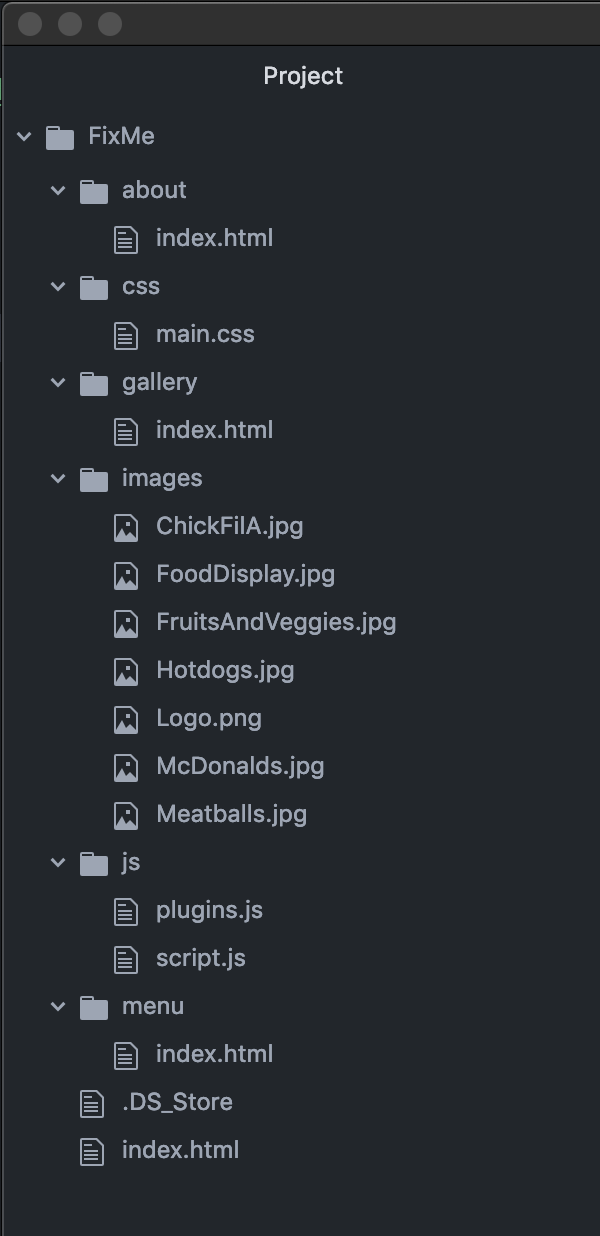 Project
FixMe
about
index.html
css
main.css
gallery
index.html
images
ChickFilA.jpg
FoodDisplay.jpg
FruitsAndVeggies.jpg
Hotdogs.jpg
Logo.png
McDonalds.jpg
Meatballs.jpg
js
plugins.js
script.js
menu
index.html
.DS_Store
index.html